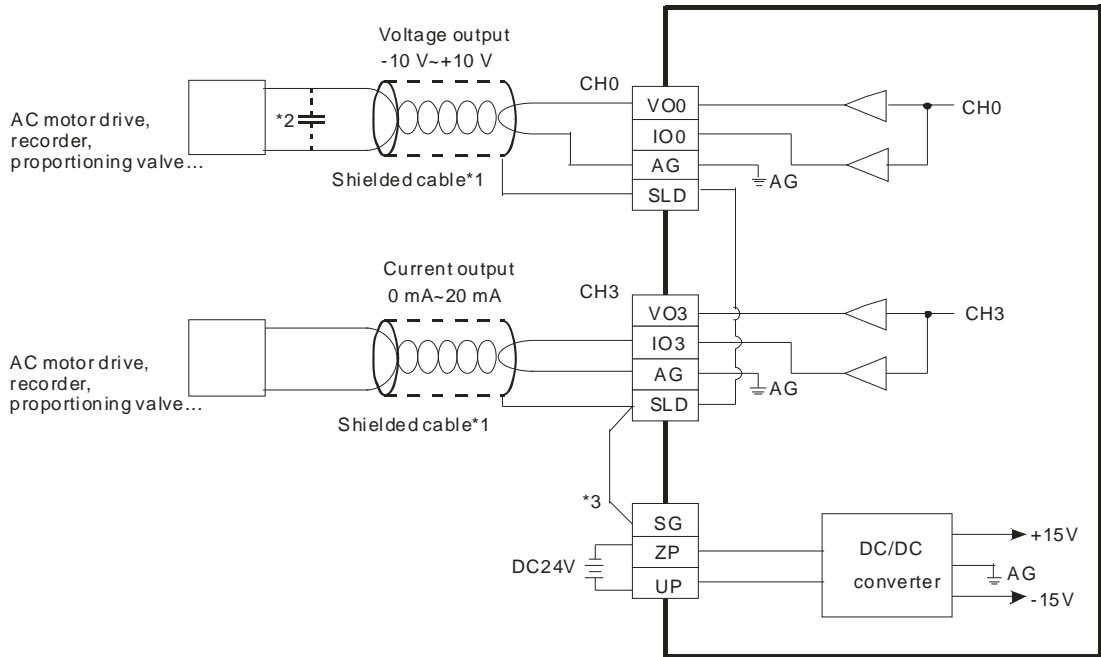 Voltage output
-10 V~+10 V
CH0
VO0
CH0
AC motor drive,
recorder,
proportioning valve...
*2
IO0
AG
AG
Shielded cable*1
SLD
Current output
0 mA~20 mA
CH3
VO3
CH3
IO3
AC motor drive,
recorder,
proportioning valve...
AG
AG
SLD
Shielded cable*1
*3
SG
DC24V
ZP
UP
DC/DC
converter
+15V
AG
-15V